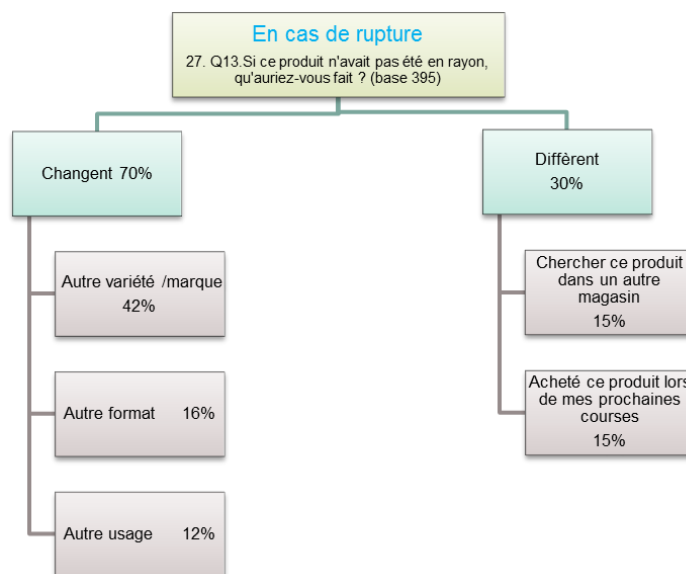 En cas de rupture
27. Q13.Si ce produit n'avait pas été en rayon,
qu'auriez-vous fait ? (base 395)
Changent 70%
Autre variété /marque
42%
Autre format 16%
Autre usage 12%
Diffèrent
30%
Chercher ce produit
dans un autre
magasin
15%
Acheté ce produit lors
de mes prochaines
courses
15%